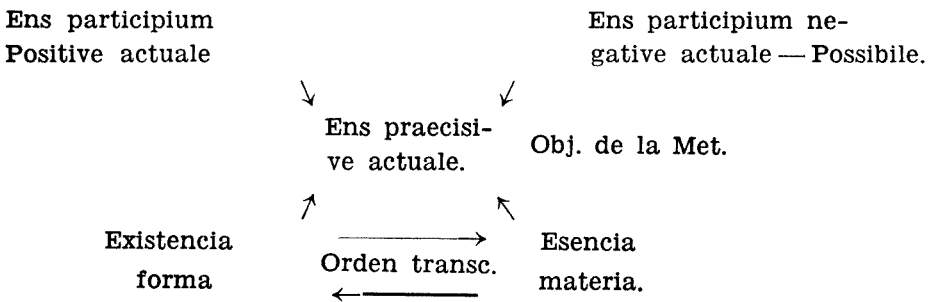 Ens participium
Positive actuale
Ens participium ne-
gative actuale — Possibile.
Ens praecisi-
ve actuale.
Obj. de la Met.
Existencia
forma
Orden transc.
Esencia
materia.